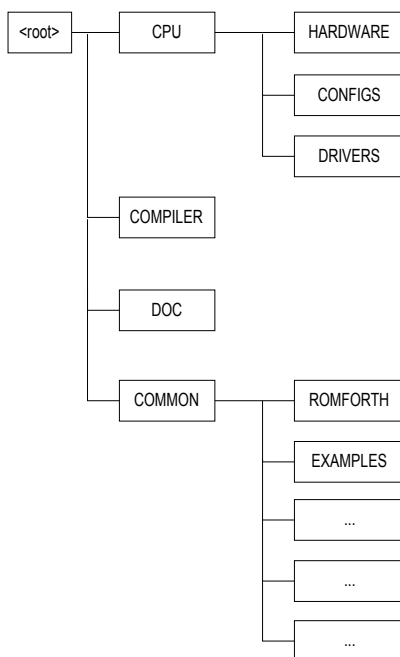 <root>
CPU
HARDWARE
CONFIGS
DRIVERS
COMPILER
DOC
COMMON
ROMFORTH
EXAMPLES
...
...
...